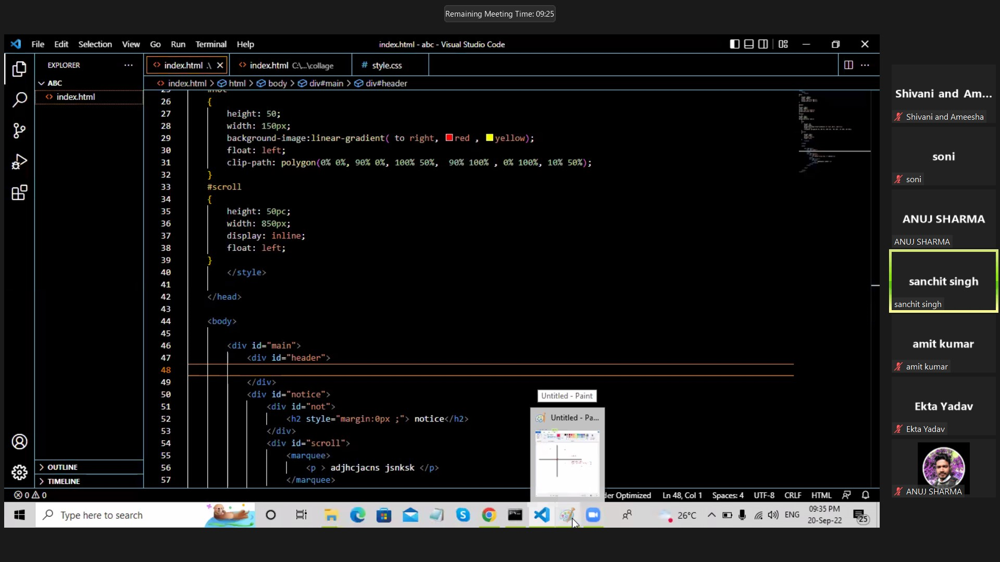 Remaining Meeting Time: 09:25
File Edit Selection View Go Run Terminal Help
index.html - abc - Visual Studio Code
EXPLORER
ABC
index.html
OUTLINE
TIMELINE
index.html .\
index.html C:\...\collage
# style.css
index.html > html > body > div#main > div#header
26 {
27 height: 50;
28 width: 150px;
29 background-image:linear-gradient( to right, red , yellow);
30 float: left;
31 clip-path: polygon(0% 0%, 90% 0%, 100% 50%,  90% 100% , 0% 100%, 10% 50%);
32 }
33 #scroll
34 {
35 height: 50pc;
36 width: 850px;
37 display: inline;
38 float: left;
39 }
40 </style>
41
42 </head>
43
44 <body>
45
46 <div id="main">
47 <div id="header">
48
49 </div>
50 <div id="notice">
51 <div id="not">
52 <h2 style="margin:0px ;"> notice</h2>
53 </div>
54 <div id="scroll">
55 <marquee>
56 <p > adjhcjacns jsnksk </p>
57 </marquee>
Untitled - Paint
Untitled - Pa...
0 0
der Optimized Ln 48, Col 1 Spaces: 4 UTF-8 CRLF HTML
Type here to search
26°C ENG
09:35 PM
20-Sep-22
25
Shivani and Am...
Shivani and Ameesha
soni
soni
ANUJ SHARMA
ANUJ SHARMA
sanchit singh
sanchit singh
amit kumar
amit kumar
Ekta Yadav
Ekta Yadav
ANUJ SHARMA